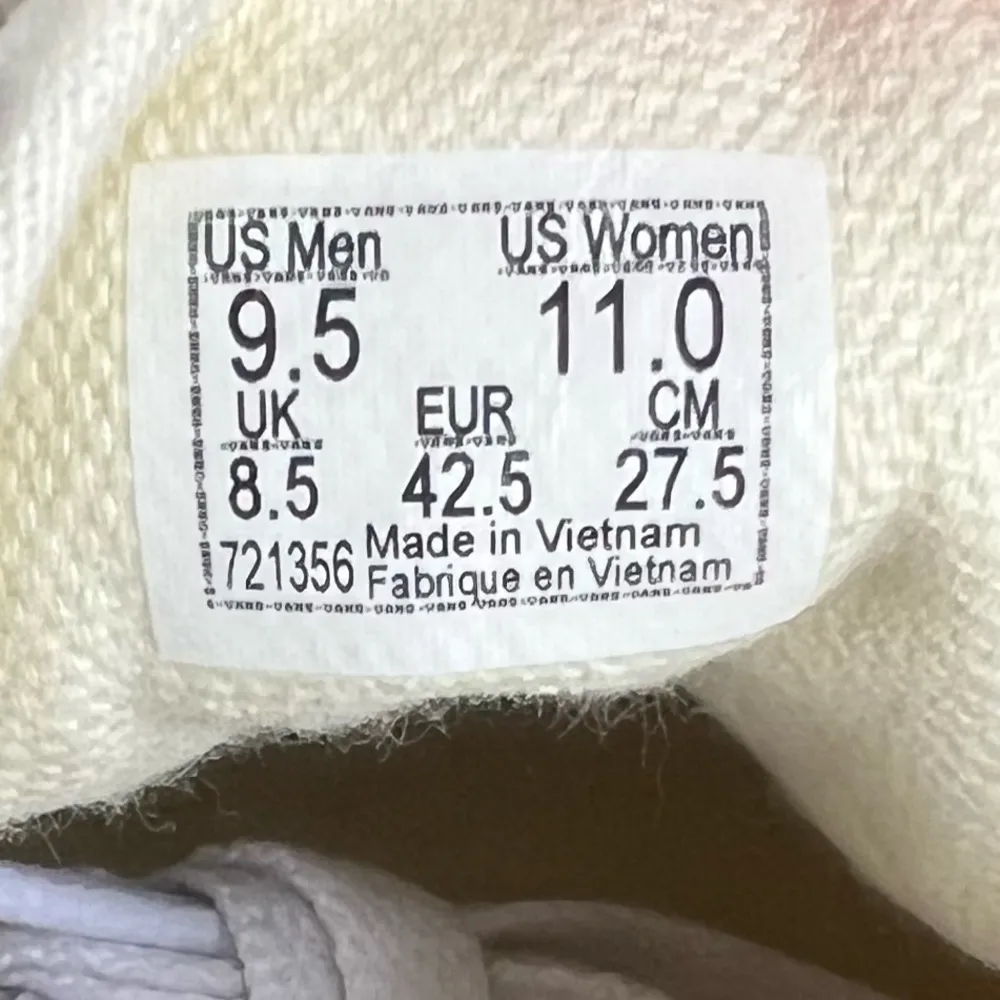 US Men US Women
9.5 11.0
UK EUR CM
8.5 42.5 27.5
721356 Made in Vietnam
Fabrique en Vietnam